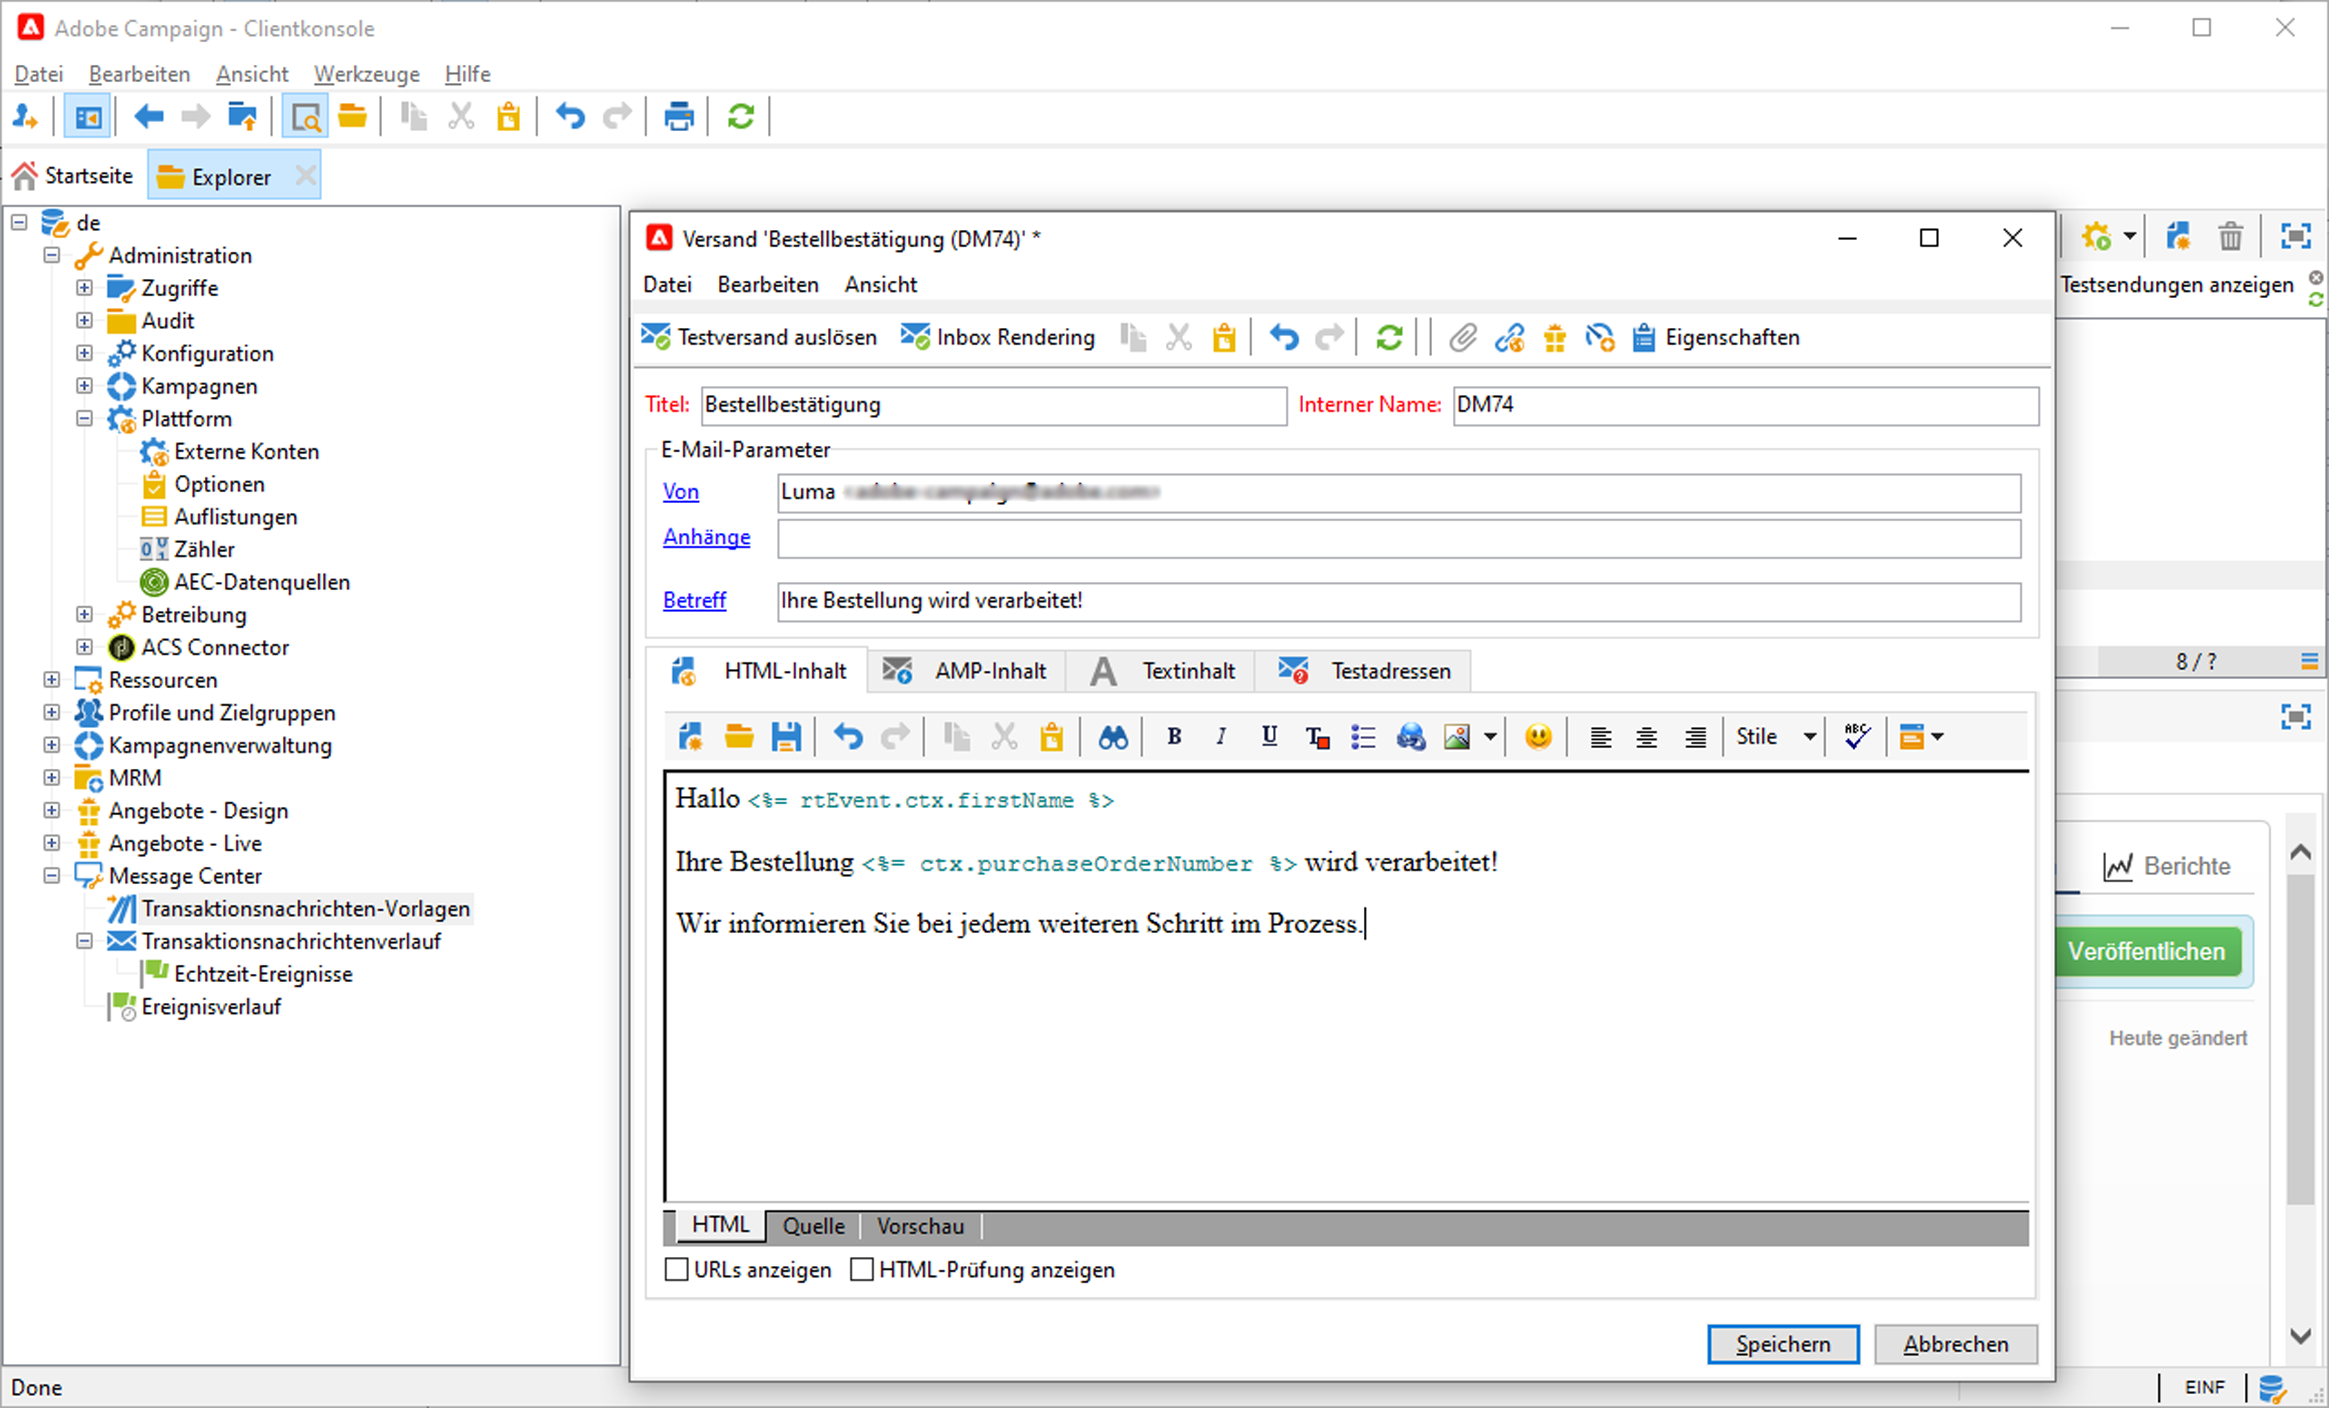 Adobe Campaign - Clientkonsole
Datei Bearbeiten Ansicht Werkzeuge Hilfe
Startseite Explorer
de
Administration
Zugriffe
Audit
Konfiguration
Kampagnen
Plattform
Externe Konten
Optionen
Auflistungen
Zähler
AEC-Datenquellen
Betreibung
ACS Connector
Ressourcen
Profile und Zielgruppen
Kampagnenverwaltung
MRM
Angebote - Design
Angebote - Live
Message Center
Transaktionsnachrichten-Vorlagen
Transaktionsnachrichtenverlauf
Echtzeit-Ereignisse
Ereignisverlauf
Versand 'Bestellbestätigung (DM74)' *
Datei Bearbeiten Ansicht
Testversand auslösen Inbox Rendering Eigenschaften
Titel: Bestellbestätigung Interner Name: DM74
E-Mail-Parameter
Von Luma
Anhänge
Betreff Ihre Bestellung wird verarbeitet!
HTML-Inhalt AMP-Inhalt Textinhalt Testadressen
B I U T Stile ABC
Hallo <%= rtEvent.ctx.firstName %>
Ihre Bestellung <%= ctx.purchaseOrderNumber %> wird verarbeitet!
Wir informieren Sie bei jedem weiteren Schritt im Prozess.
HTML Quelle Vorschau
URLs anzeigen HTML-Prüfung anzeigen
Speichern Abbrechen
Testsendungen anzeigen
8 / ?
Berichte
Veröffentlichen
Heute geändert
Done
EINF